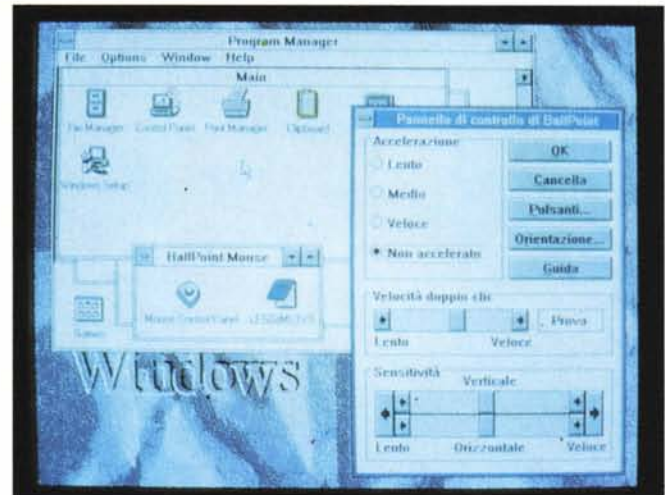 Program Manager
File Options Window Help
Main
File Manager Control Panel Print Manager Clipboard
Windows Setup
BallPoint Mouse
Mouse Control Panel
Games
Windows
Pannello di controllo di BallPoint
Accelerazione
Lento
Medio
Veloce
Non accelerato
OK
Cancella
Pulsanti...
Orientazione...
Guida
Velocità doppio clic
Prova
Lento Veloce
Sensitività
Verticale
Lento Orizzontale Veloce